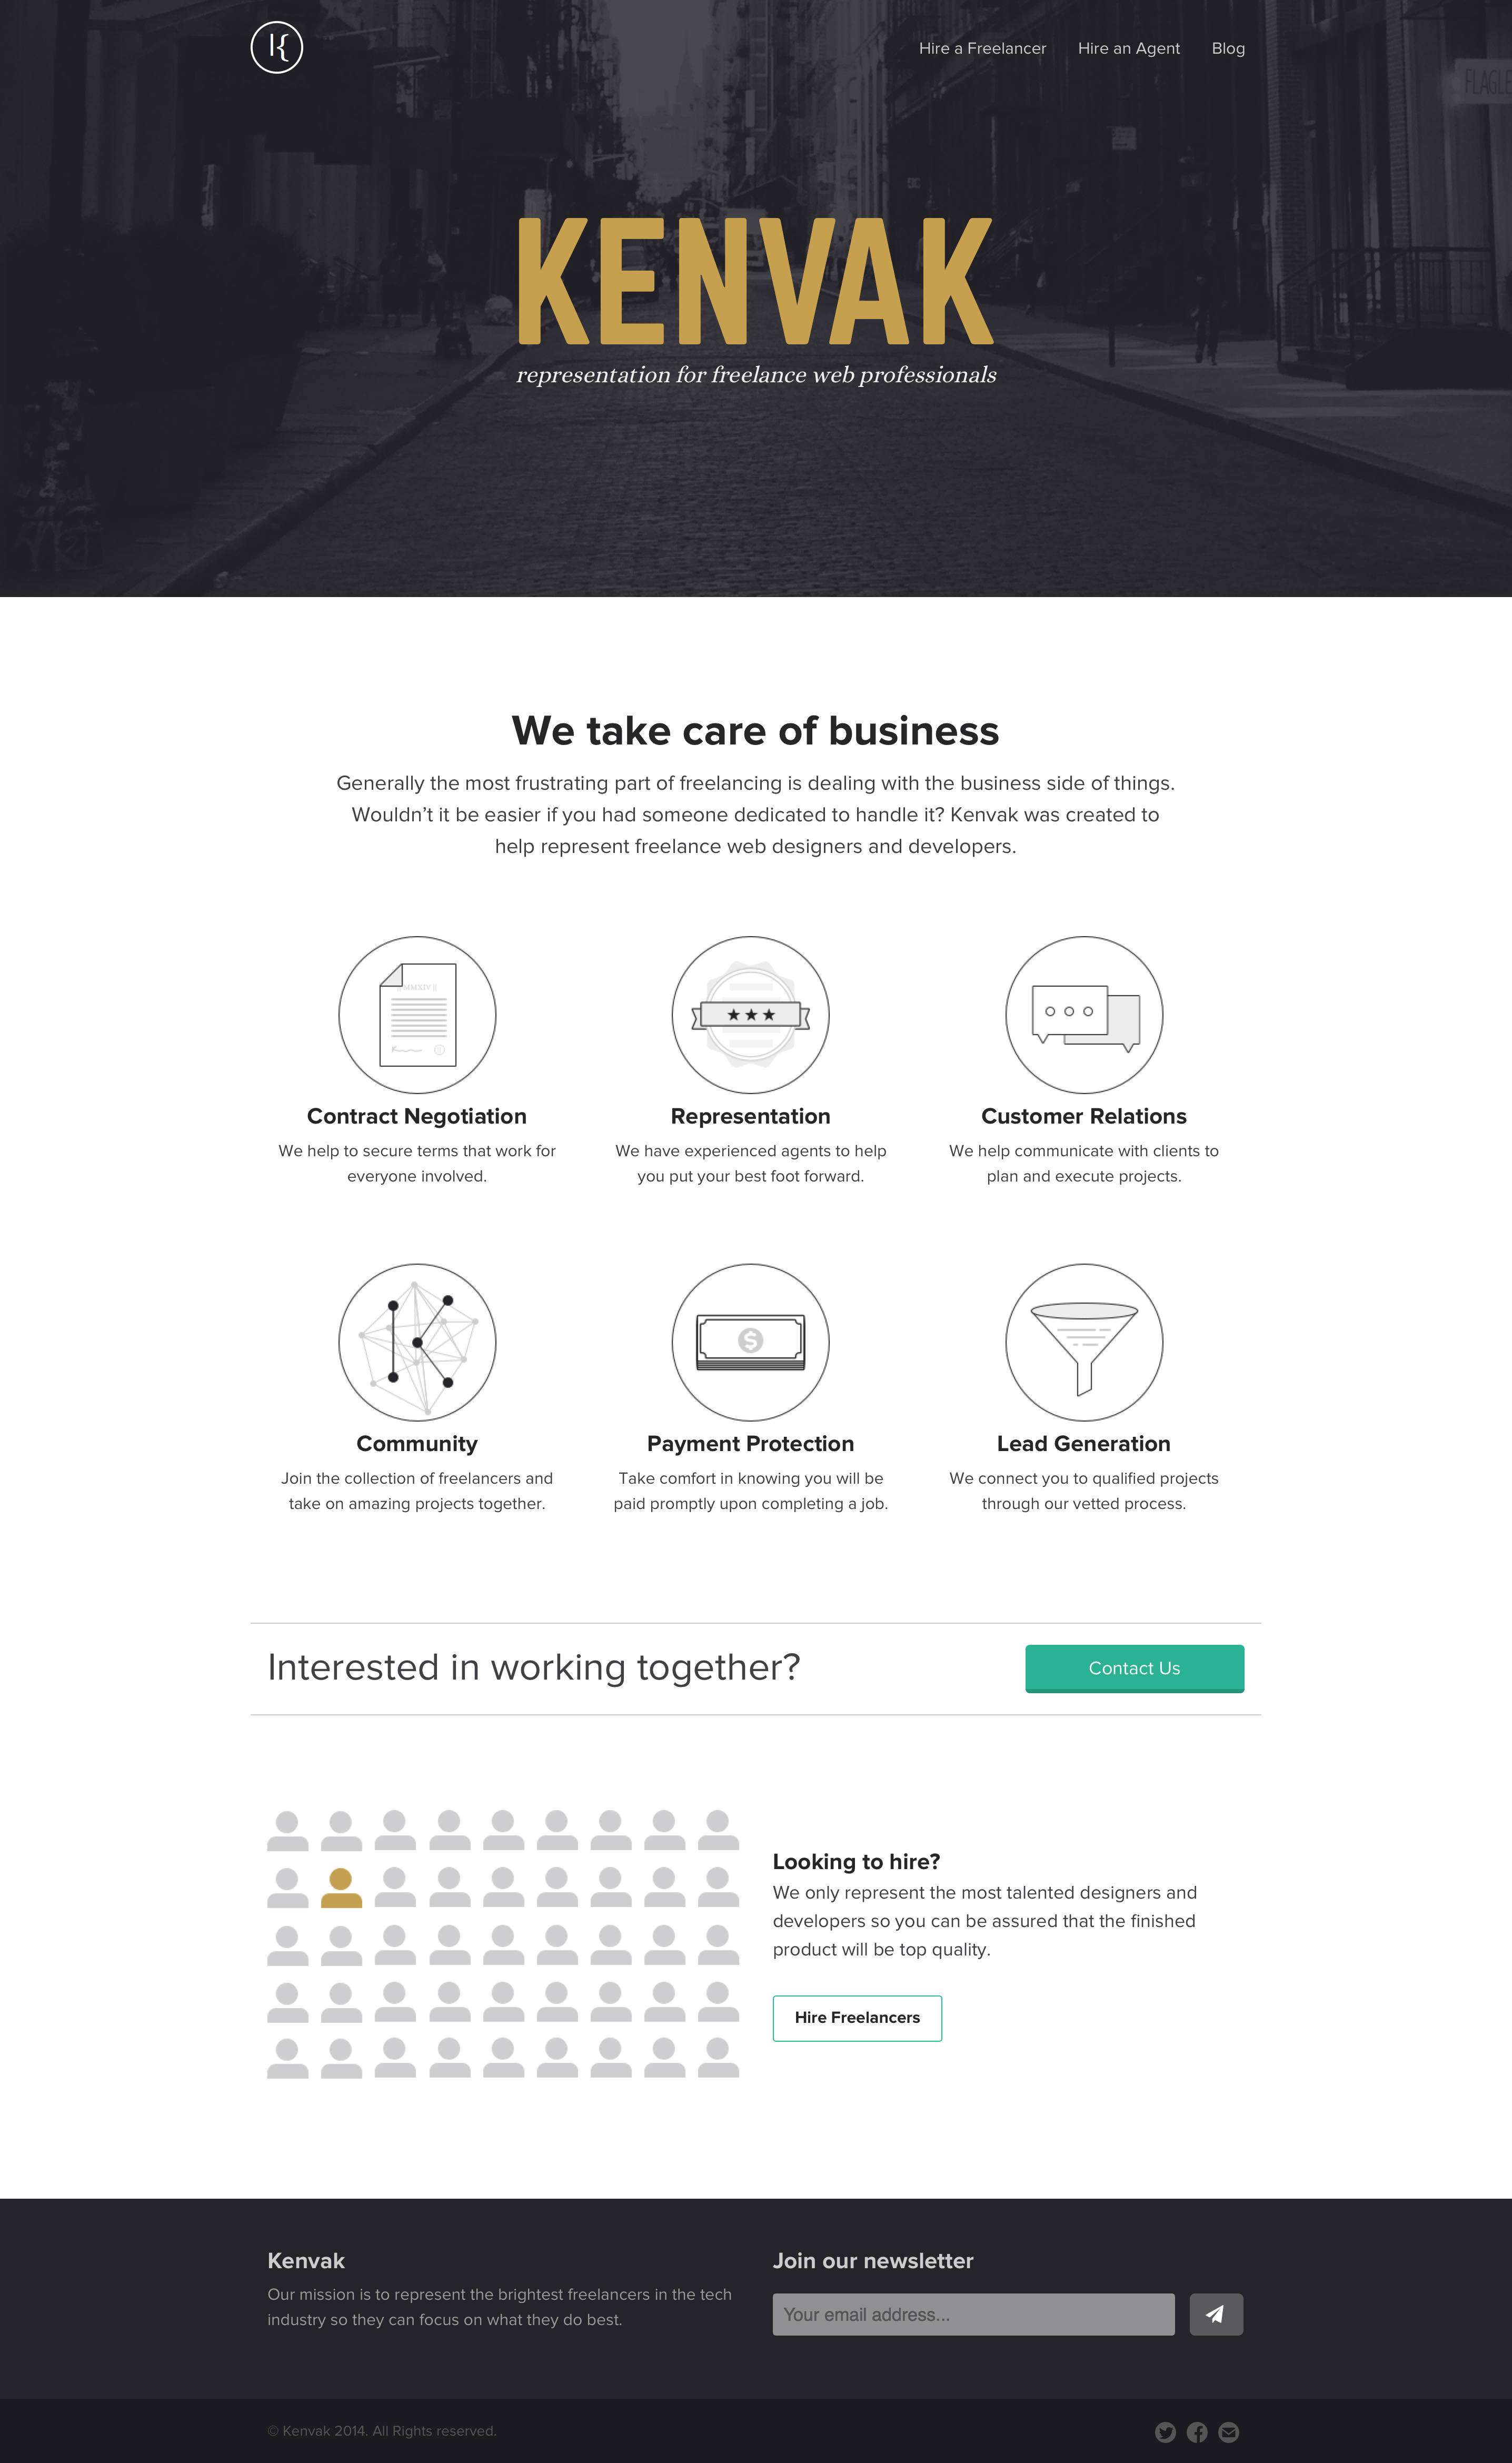 Hire a Freelancer Hire an Agent Blog
FLAGLE
KENVAK
representation for freelance web professionals
We take care of business
Generally the most frustrating part of freelancing is dealing with the business side of things.
Wouldn’t it be easier if you had someone dedicated to handle it? Kenvak was created to
help represent freelance web designers and developers.
MMXIV
Contract Negotiation
We help to secure terms that work for
everyone involved.
Representation
We have experienced agents to help
you put your best foot forward.
Customer Relations
We help communicate with clients to
plan and execute projects.
Community
Join the collection of freelancers and
take on amazing projects together.
$
Payment Protection
Take comfort in knowing you will be
paid promptly upon completing a job.
Lead Generation
We connect you to qualified projects
through our vetted process.
Interested in working together?
Contact Us
Looking to hire?
We only represent the most talented designers and
developers so you can be assured that the finished
product will be top quality.
Hire Freelancers
Kenvak
Our mission is to represent the brightest freelancers in the tech
industry so they can focus on what they do best.
Join our newsletter
Your email address...
© Kenvak 2014. All Rights reserved.